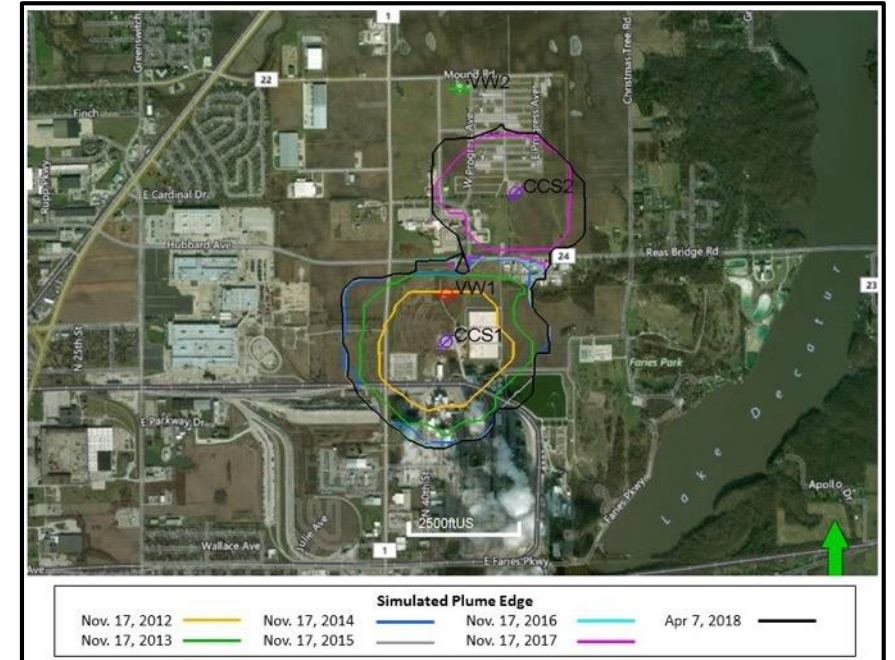 1
Greenswitch
Christmas Tree Rd
22
Mound Rd
VW2
Finch
W Progress Ave
E Progress Ave
Rupp Pkwy
E Cardinal Dr
CCS2
Hubbard Ave
Reas Bridge Rd
24
23
VW1
N 25th St
CCS1
Faries Park
Lake Decatur
E Parkway Dr
N 40th St
Apollo Dr
2500ftUS
Julie Ave
Faries Pkwy
Wallace Ave
1
E Faries Pkwy
Ave
Simulated Plume Edge
Nov. 17, 2012 Nov. 17, 2014 Nov. 17, 2016 Apr 7, 2018
Nov. 17, 2013 Nov. 17, 2015 Nov. 17, 2017